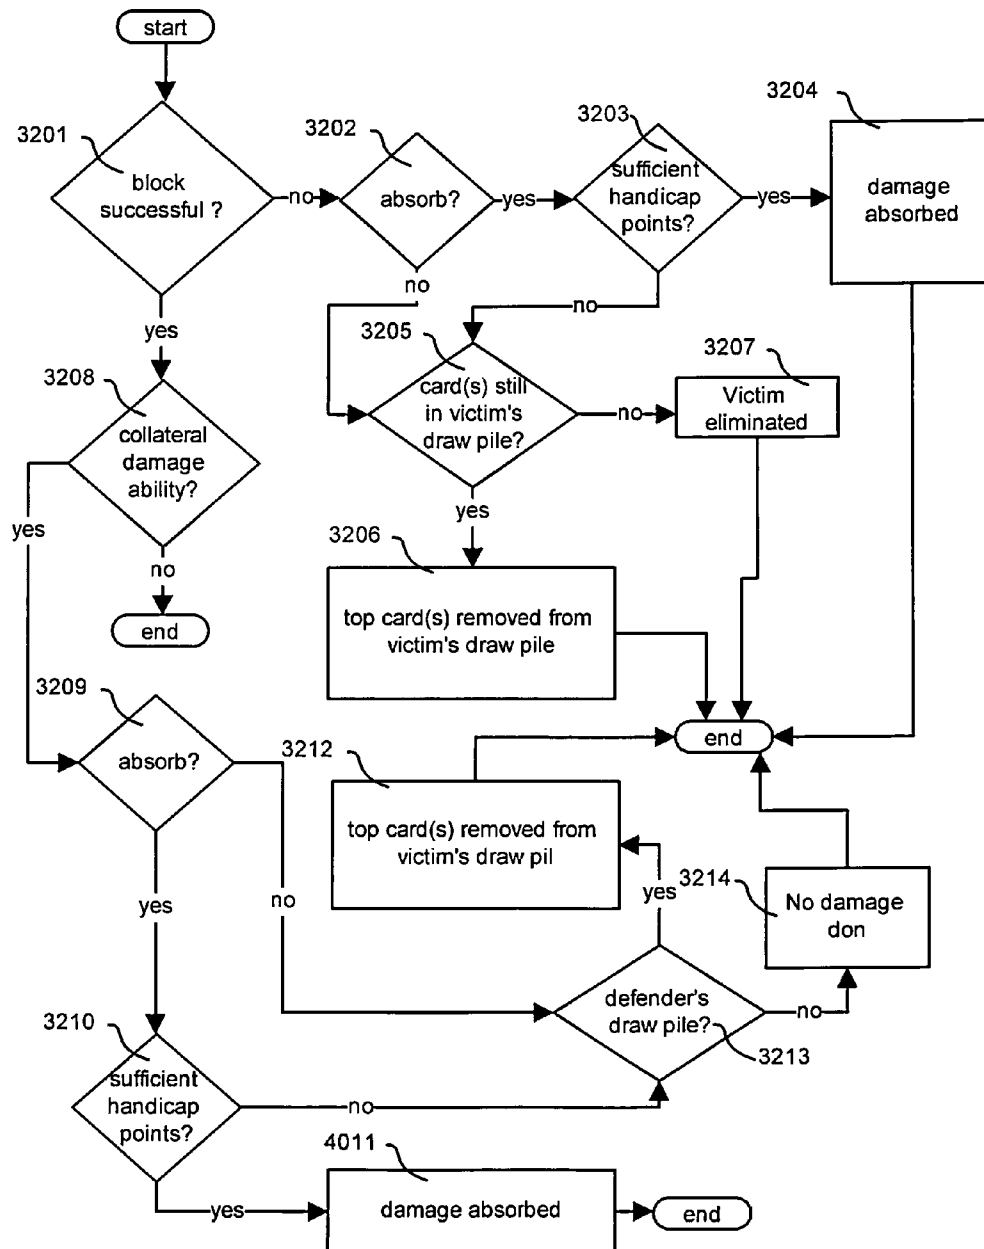 start
3201
block
successful ?
no
3202
absorb?
yes
3203
sufficient
handicap
points?
yes
3204
damage
absorbed
no
no
yes
3205
card(s) still
in victim's
draw pile?
no
3207
Victim
eliminated
3208
collateral
damage
ability?
yes
yes
3206
top card(s) removed from
victim's draw pile
no
end
3209
absorb?
end
3212
top card(s) removed from
victim's draw pil
yes
no
yes
3214
No damage
don
defender's
draw pile?
no
3213
3210
sufficient
handicap
points?
no
4011
yes
damage absorbed
end